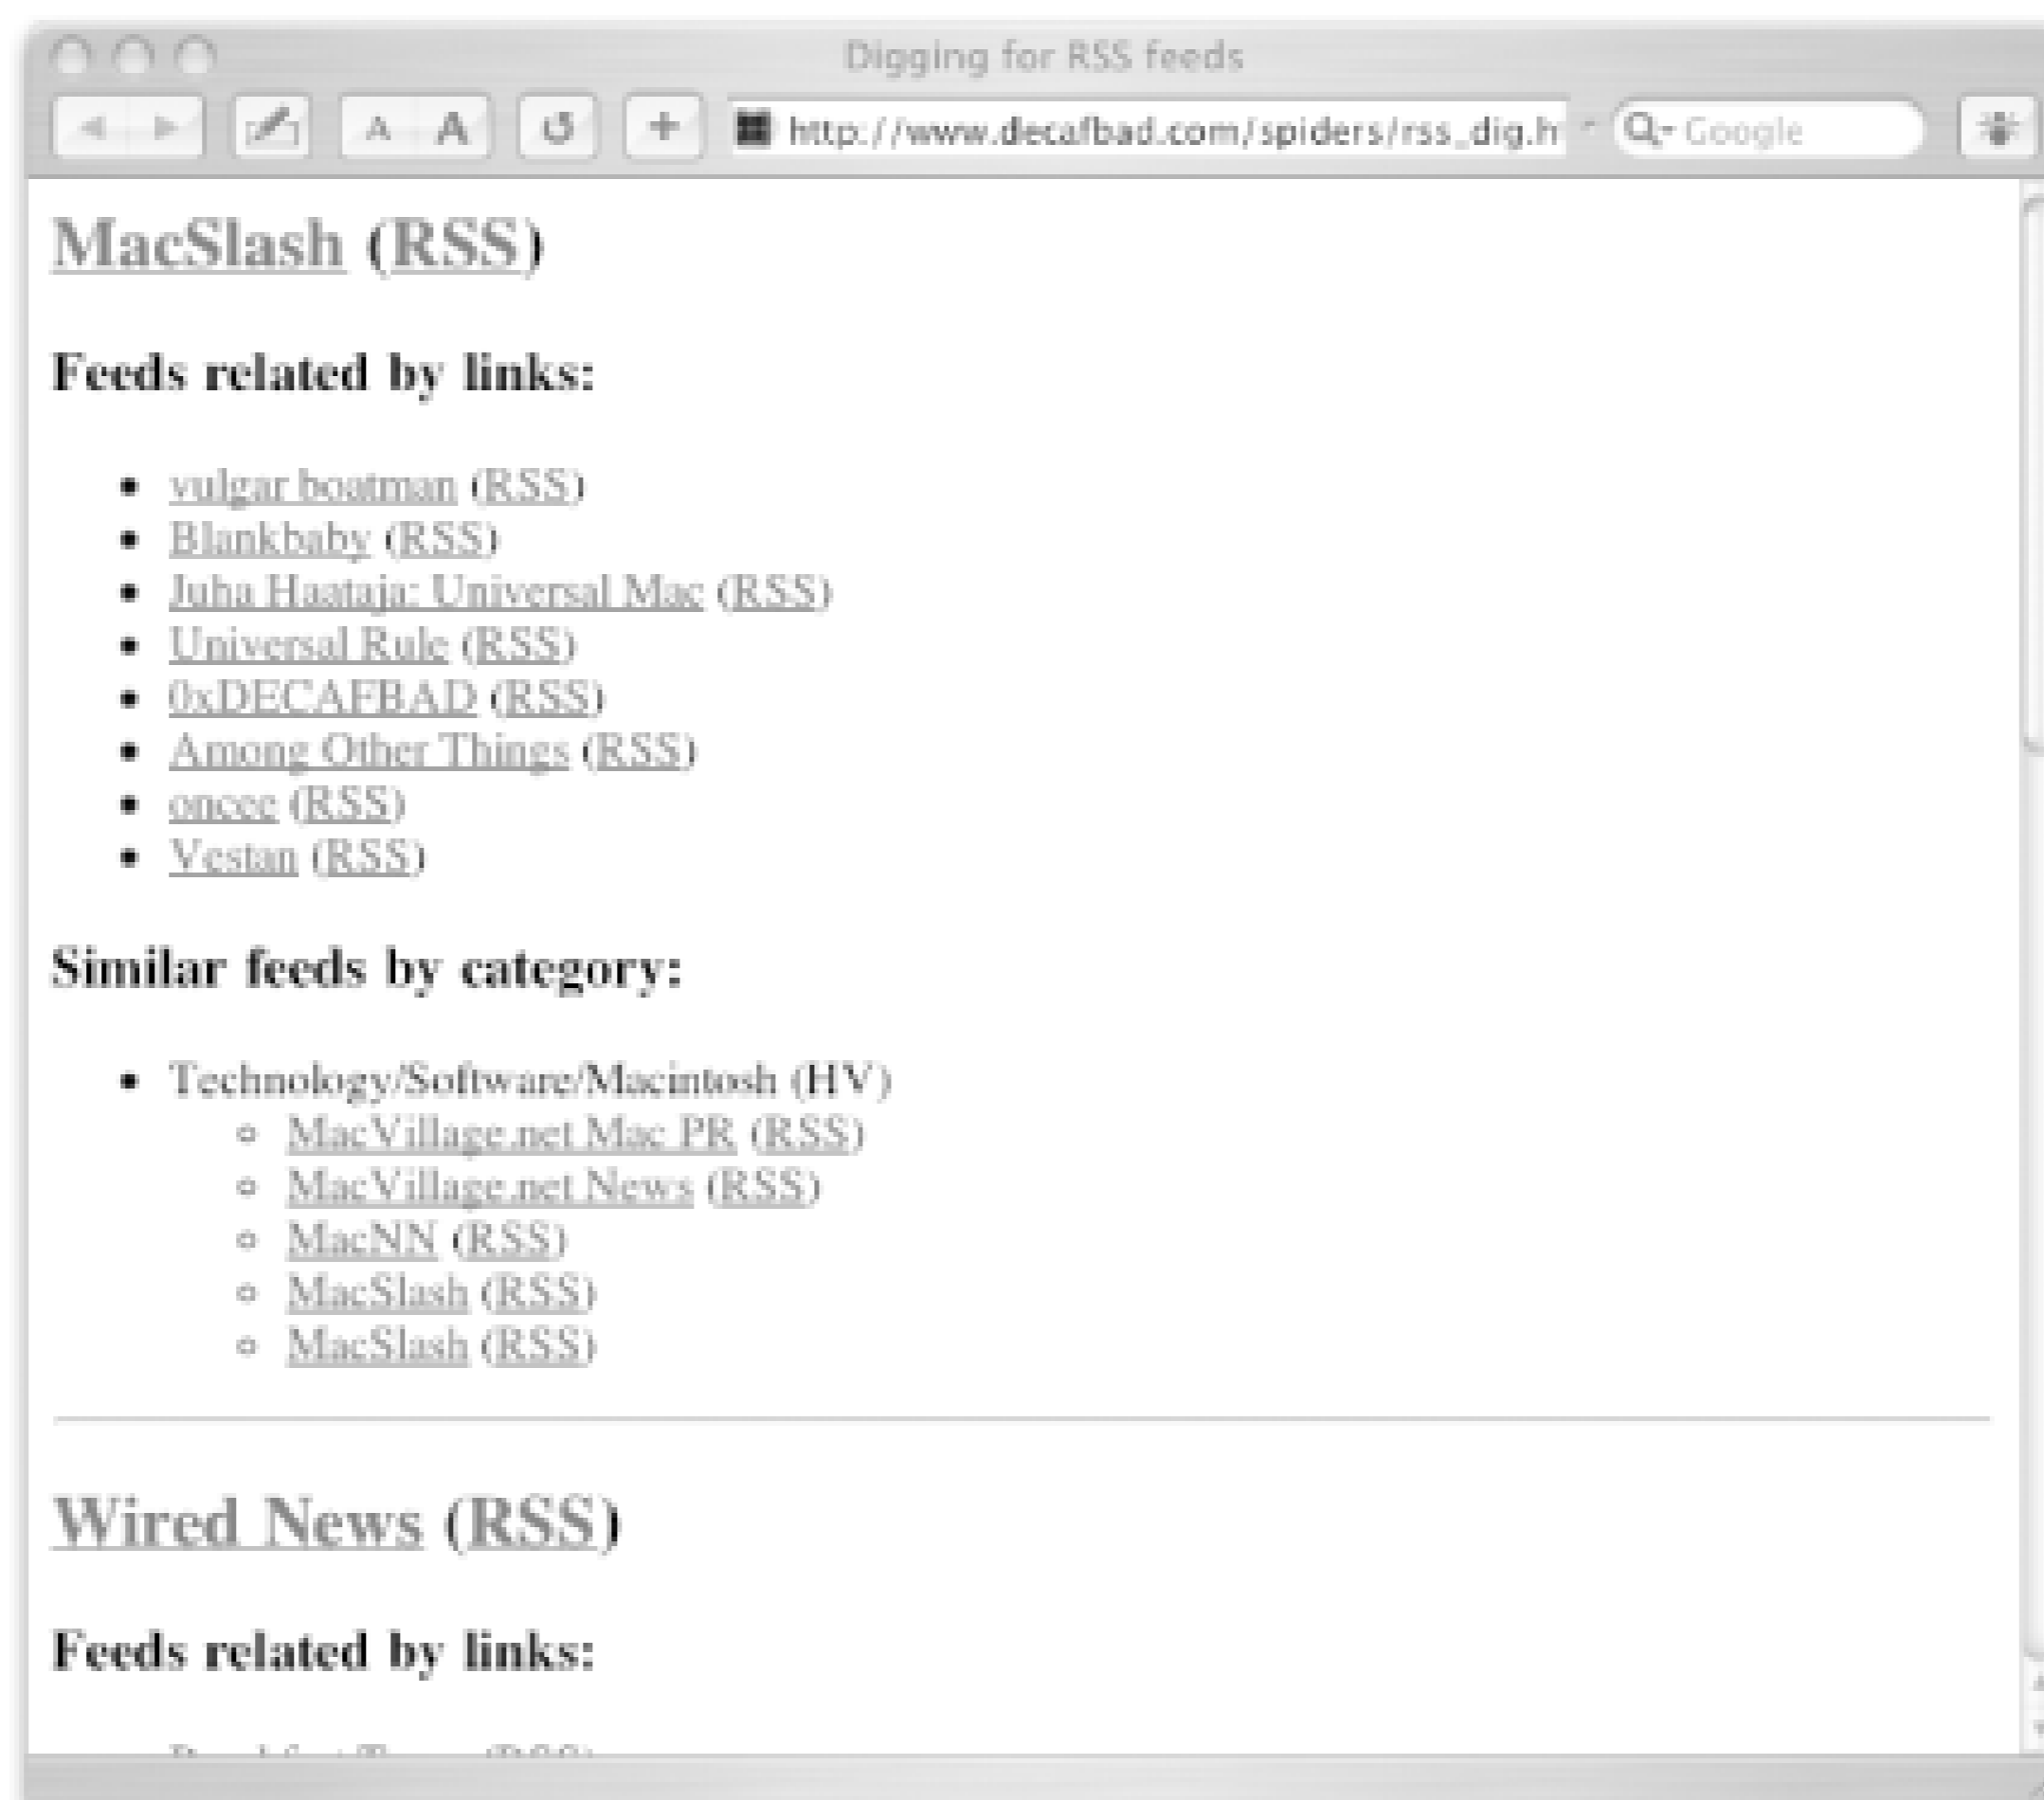 Digging for RSS feeds
A A http://www.decafbad.com/spiders/rss_dig.h Google
MacSlash (RSS)
Feeds related by links:
• vulgar boatman (RSS)
• Blankbaby (RSS)
• Juha Haataja: Universal Mac (RSS)
• Universal Rule (RSS)
• 0xDECAFBAD (RSS)
• Among Other Things (RSS)
• oncee (RSS)
• Vestan (RSS)
Similar feeds by category:
• Technology/Software/Macintosh (HV)
◦ MacVillage.net Mac PR (RSS)
◦ MacVillage.net News (RSS)
◦ MacNN (RSS)
◦ MacSlash (RSS)
◦ MacSlash (RSS)
Wired News (RSS)
Feeds related by links: